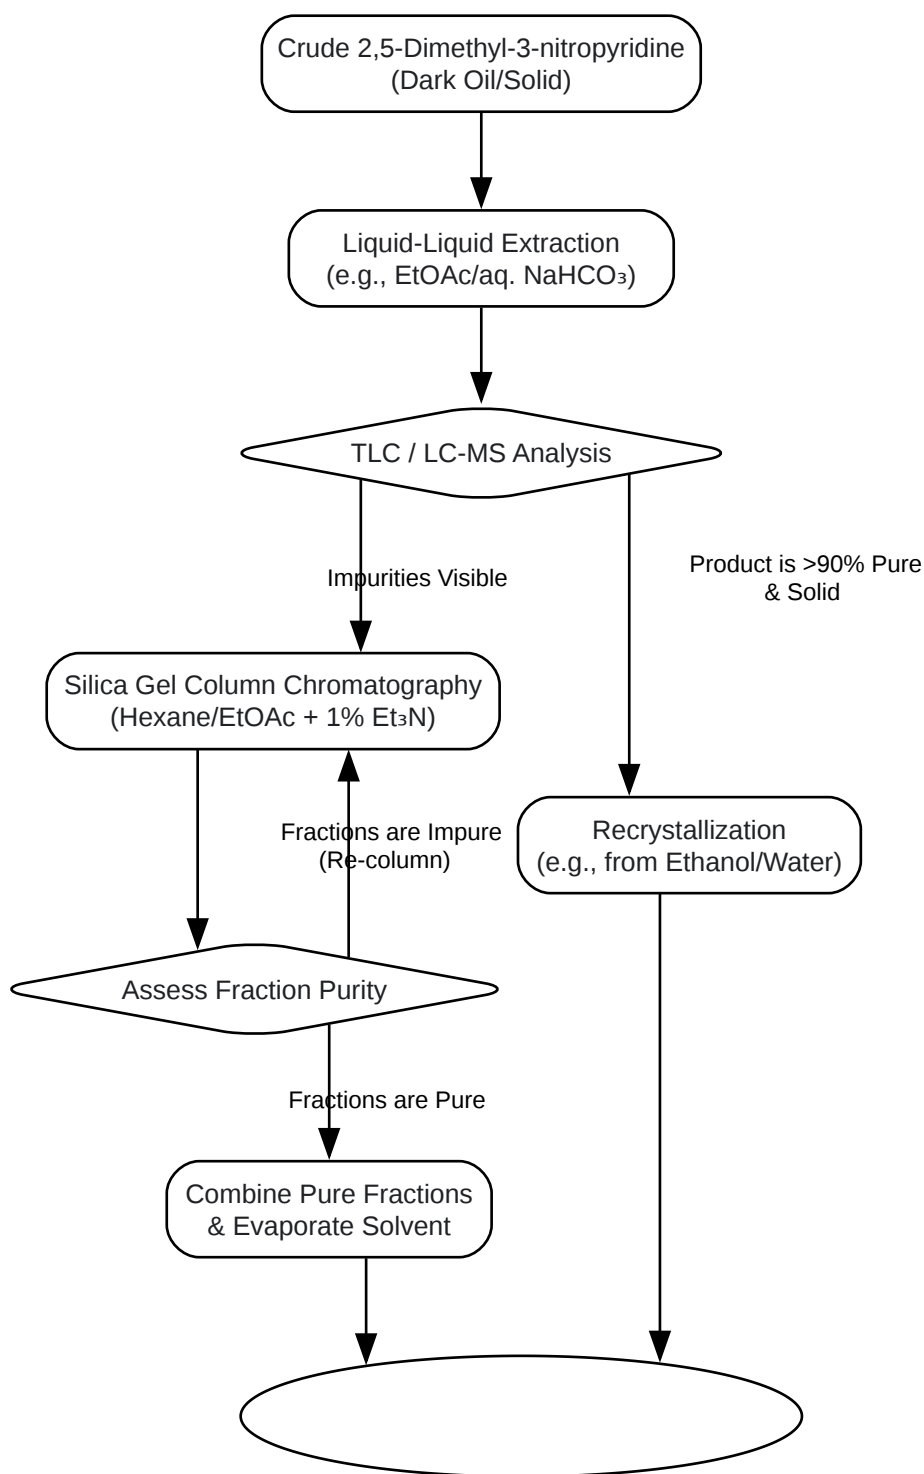 Crude 2,5-Dimethyl-3-nitropyridine
(Dark Oil/Solid)
Liquid-Liquid Extraction
(e.g., EtOAc/aq. NaHCO₃)
TLC / LC-MS Analysis
Impurities Visible
Product is >90% Pure
& Solid
Silica Gel Column Chromatography
(Hexane/EtOAc + 1% Et₃N)
Fractions are Impure
(Re-column)
Recrystallization
(e.g., from Ethanol/Water)
Assess Fraction Purity
Fractions are Pure
Combine Pure Fractions
& Evaporate Solvent